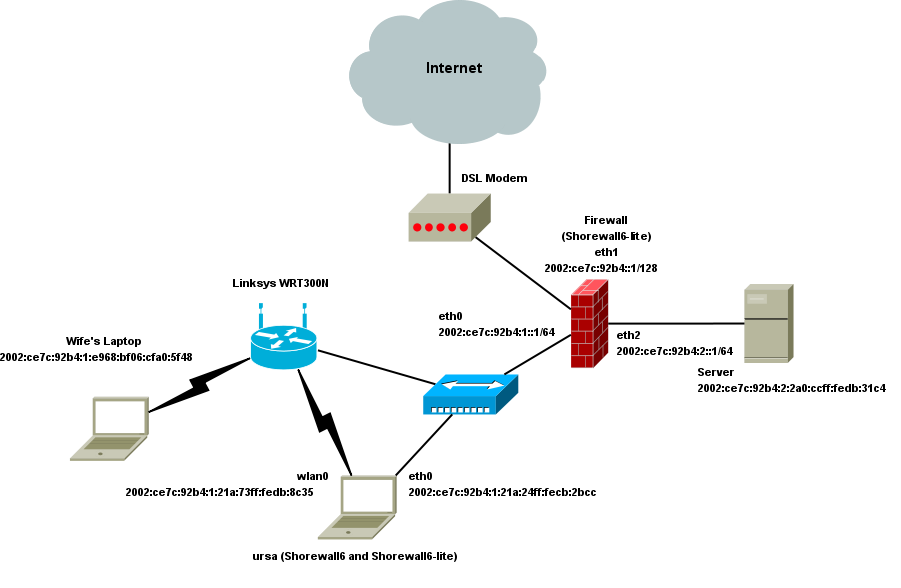 Internet
DSL Modem
Firewall
(Shorewall6-lite)
eth1
2002:ce7c:92b4::1/128
Linksys WRT300N
eth0
2002:ce7c:92b4:1::1/64
eth2
2002:ce7c:92b4:2::1/64
Wife's Laptop
2002:ce7c:92b4:1:e968:bf06:cfa0:5f48
Server
2002:ce7c:92b4:2:2a0:ccff:fedb:31c4
wlan0
2002:ce7c:92b4:1:21a:73ff:fedb:8c35
eth0
2002:ce7c:92b4:1:21a:24ff:fecb:2bcc
ursa (Shorewall6 and Shorewall6-lite)